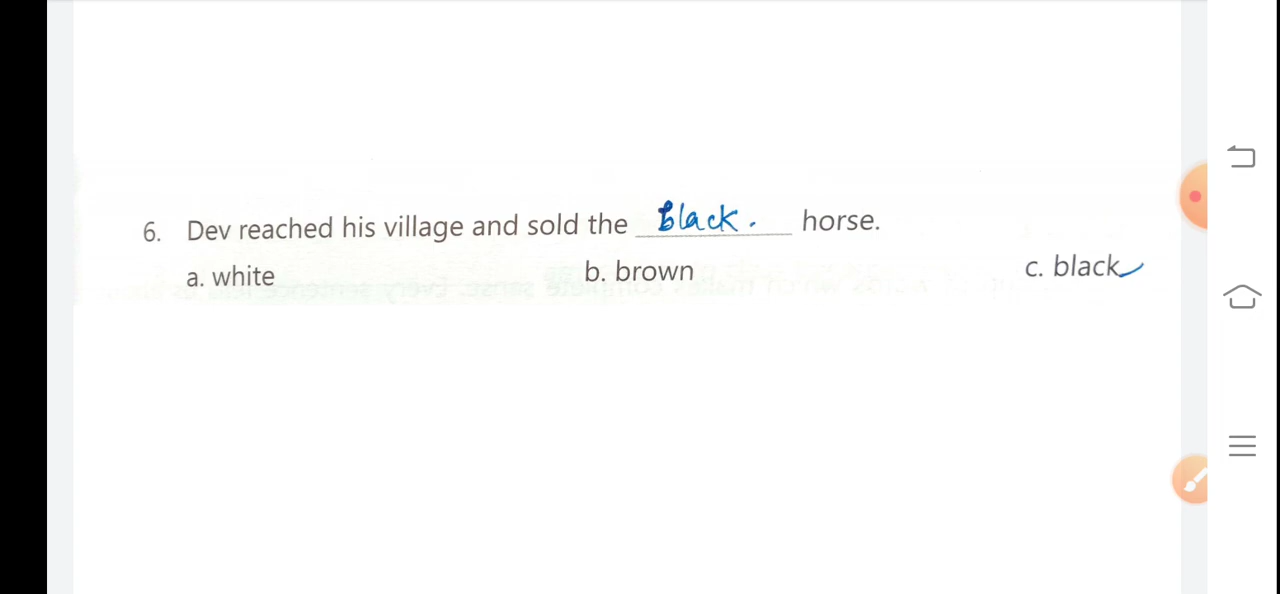 6. Dev reached his village and sold the black. horse.
a. white b. brown c. black